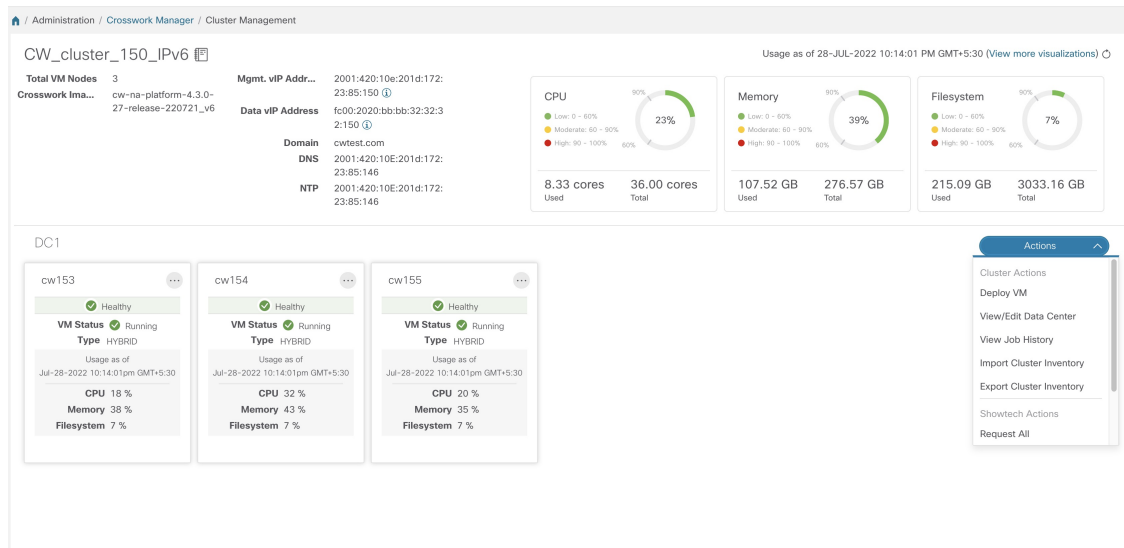 / Administration / Crosswork Manager / Cluster Management
CW_cluster_150_IPv6
Usage as of 28-JUL-2022 10:14:01 PM GMT+5:30 (View more visualizations)
Total VM Nodes 3
Crosswork Ima... cw-na-platform-4.3.0-
27-release-220721_v6
Mgmt. vIP Addr... 2001:420:10e:201d:172:
23:85:150
Data vIP Address fc00:2020:bb:bb:32:32:3
2:150
Domain cwtest.com
DNS 2001:420:10E:201d:172:
23:85:146
NTP 2001:420:10E:201d:172:
23:85:146
CPU
Low: 0 - 60%
Moderate: 60 - 90%
High: 90 - 100%
90%
23%
60%
8.33 cores 36.00 cores
Used Total
Memory
Low: 0 - 60%
Moderate: 60 - 90%
High: 90 - 100%
90%
39%
60%
107.52 GB 276.57 GB
Used Total
Filesystem
Low: 0 - 60%
Moderate: 60 - 90%
High: 90 - 100%
90%
7%
60%
215.09 GB 3033.16 GB
Used Total
DC1
cw153 ...
Healthy
VM Status Running
Type HYBRID
Usage as of
Jul-28-2022 10:14:01pm GMT+5:30
CPU 18 %
Memory 38 %
Filesystem 7 %
cw154 ...
Healthy
VM Status Running
Type HYBRID
Usage as of
Jul-28-2022 10:14:01pm GMT+5:30
CPU 32 %
Memory 43 %
Filesystem 7 %
cw155 ...
Healthy
VM Status Running
Type HYBRID
Usage as of
Jul-28-2022 10:14:01pm GMT+5:30
CPU 20 %
Memory 35 %
Filesystem 7 %
Actions
Cluster Actions
Deploy VM
View/Edit Data Center
View Job History
Import Cluster Inventory
Export Cluster Inventory
Showtech Actions
Request All